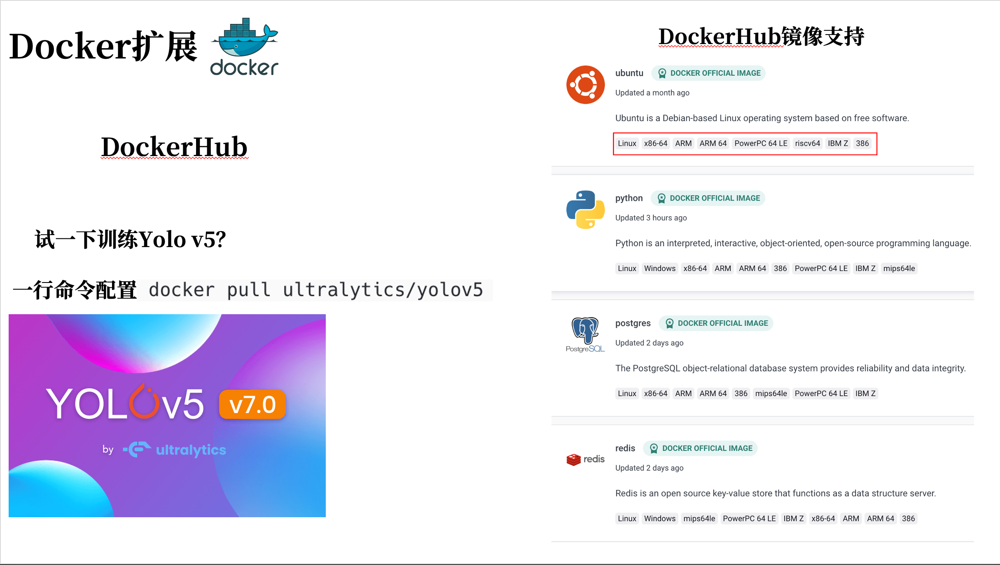 Docker扩展
docker
DockerHub
试一下训练Yolo v5?
一行命令配置 docker pull ultralytics/yolov5
YOLOv5 v7.0
by ultralytics
DockerHub镜像支持
ubuntu DOCKER OFFICIAL IMAGE
Updated a month ago
Ubuntu is a Debian-based Linux operating system based on free software.
Linux x86-64 ARM ARM 64 PowerPC 64 LE riscv64 IBM Z 386
python DOCKER OFFICIAL IMAGE
Updated 3 hours ago
Python is an interpreted, interactive, object-oriented, open-source programming language.
Linux Windows x86-64 ARM ARM 64 386 PowerPC 64 LE IBM Z mips64le
PostgreSQL
postgres DOCKER OFFICIAL IMAGE
Updated 2 days ago
The PostgreSQL object-relational database system provides reliability and data integrity.
Linux x86-64 ARM ARM 64 386 mips64le PowerPC 64 LE IBM Z
redis
redis DOCKER OFFICIAL IMAGE
Updated 2 days ago
Redis is an open source key-value store that functions as a data structure server.
Linux Windows mips64le PowerPC 64 LE IBM Z x86-64 ARM ARM 64 386